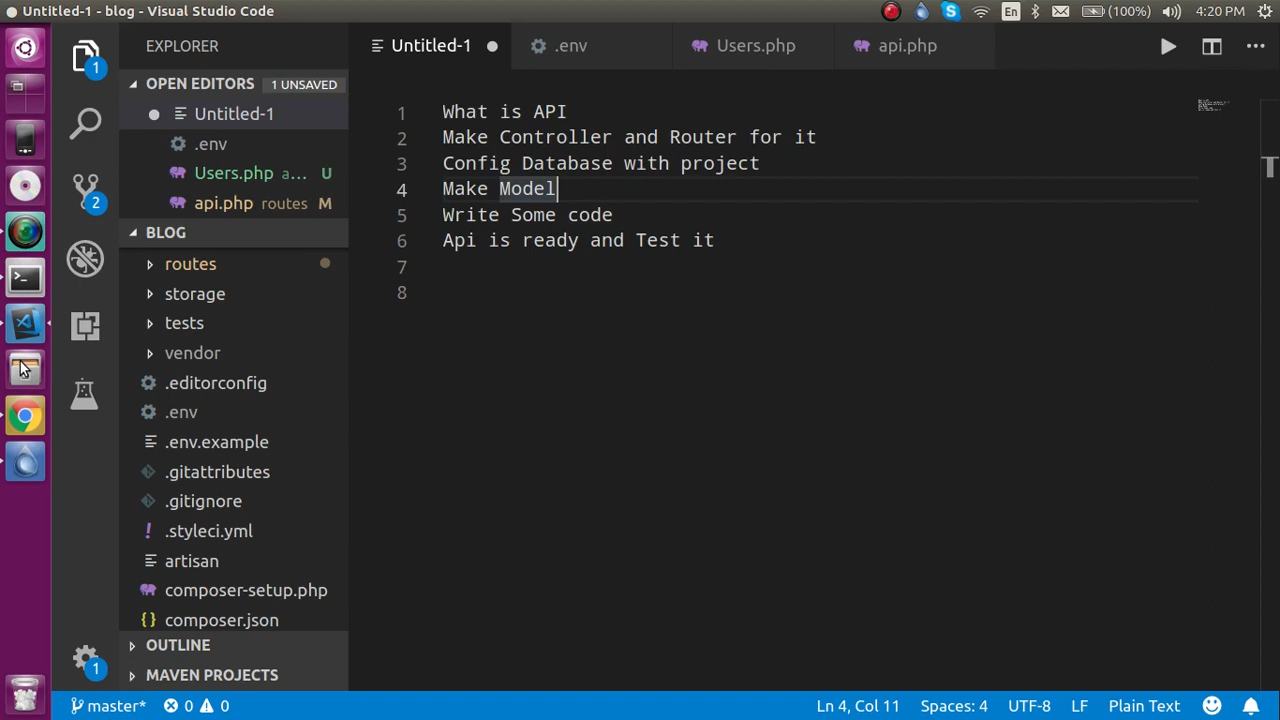 Untitled-1 - blog - Visual Studio Code
En
(100%)
4:20 PM
EXPLORER
OPEN EDITORS
1 UNSAVED
Untitled-1
.env
Users.php a...
U
api.php routes
M
BLOG
routes
storage
tests
vendor
.editorconfig
.env
.env.example
.gitattributes
.gitignore
.styleci.yml
artisan
composer-setup.php
composer.json
OUTLINE
MAVEN PROJECTS
1
2
1
Untitled-1
.env
Users.php
api.php
1 What is API
2 Make Controller and Router for it
3 Config Database with project
4 Make Model
5 Write Some code
6 Api is ready and Test it
7
8
master*
0
0
Ln 4, Col 11
Spaces: 4
UTF-8
LF
Plain Text